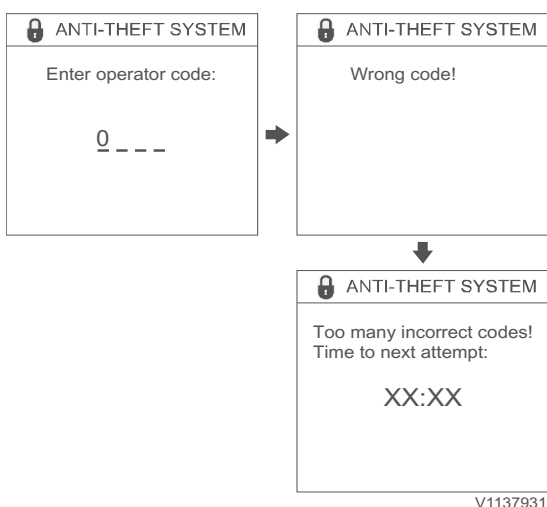 ANTI-THEFT SYSTEM
Enter operator code:
0 _ _ _
ANTI-THEFT SYSTEM
Wrong code!
ANTI-THEFT SYSTEM
Too many incorrect codes!
Time to next attempt:
XX:XX
V1137931